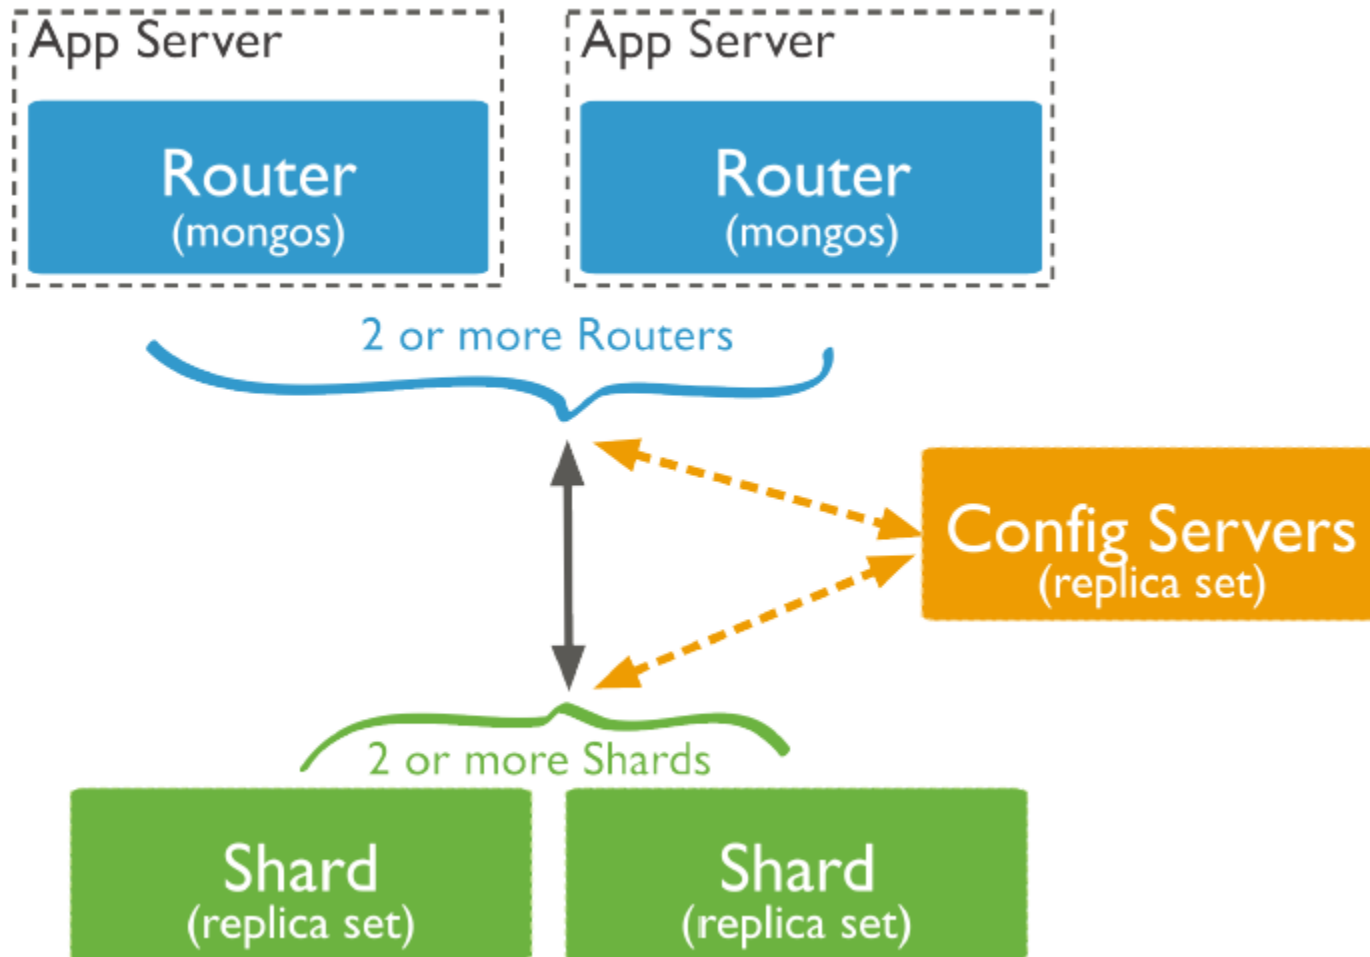 App Server
App Server
Router
(mongos)
Router
(mongos)
2 or more Routers
Config Servers
(replica set)
2 or more Shards
Shard
(replica set)
Shard
(replica set)